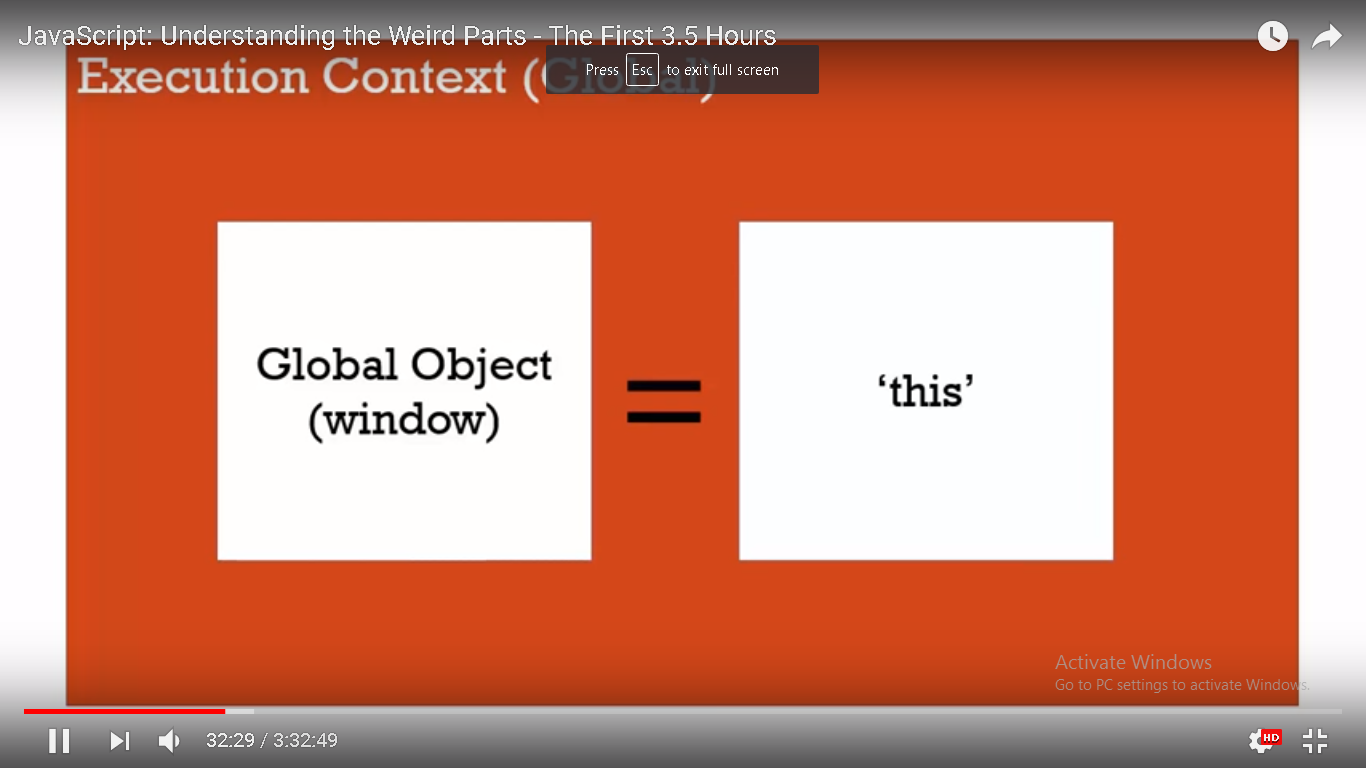 JavaScript: Understanding the Weird Parts - The First 3.5 Hours
Press Esc to exit full screen
Execution Context (Global)
Global Object
(window)
=
‘this’
Activate Windows
Go to PC settings to activate Windows.
32:29 / 3:32:49
HD